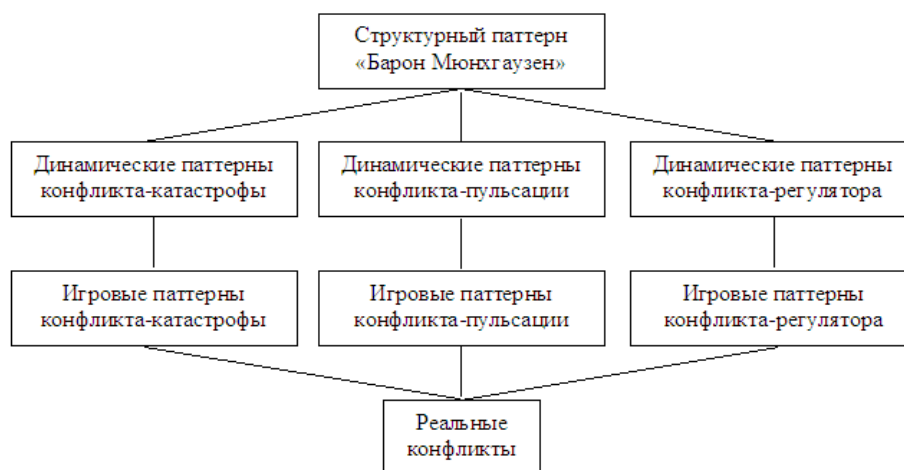 Структурный паттерн
«Барон Мюнхгаузен»
Динамические паттерны
конфликта-катастрофы
Динамические паттерны
конфликта-пульсации
Динамические паттерны
конфликта-регулятора
Игровые паттерны
конфликта-катастрофы
Игровые паттерны
конфликта-пульсации
Игровые паттерны
конфликта-регулятора
Реальные
конфликты